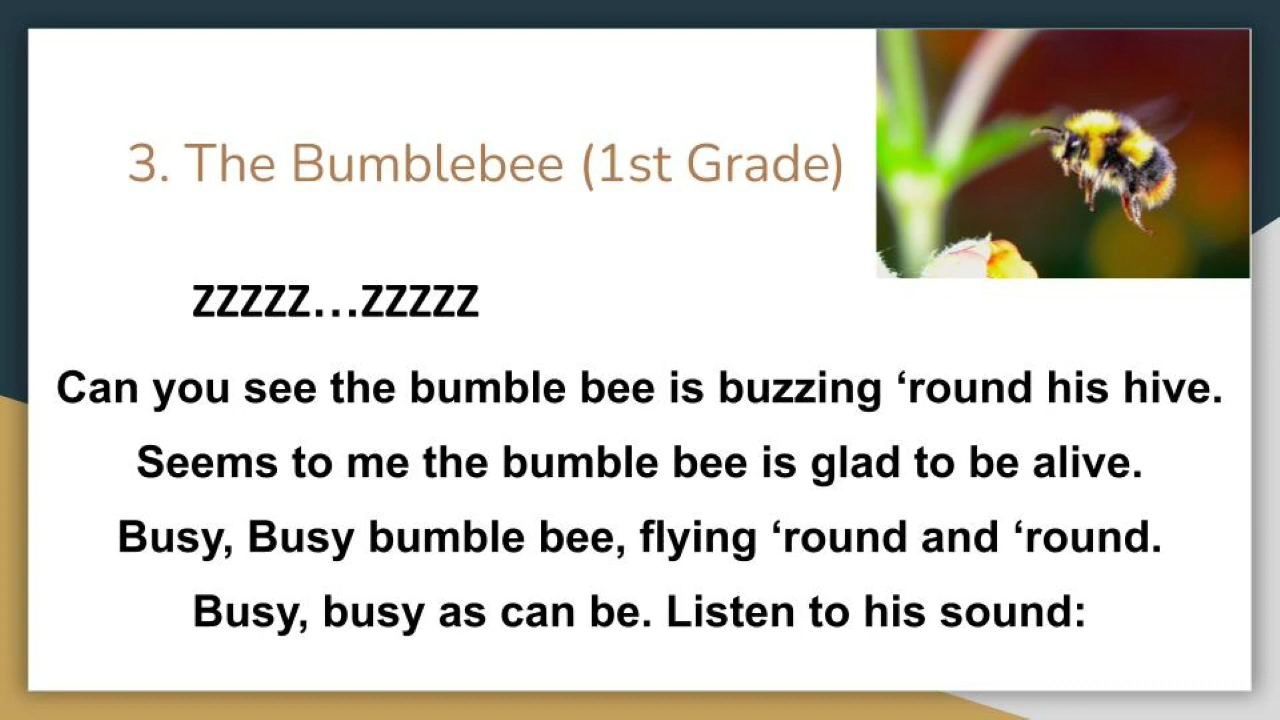 3. The Bumblebee (1st Grade)
ZZZZZ...ZZZZZ
Can you see the bumble bee is buzzing ‘round his hive.
Seems to me the bumble bee is glad to be alive.
Busy, Busy bumble bee, flying ‘round and ‘round.
Busy, busy as can be. Listen to his sound: